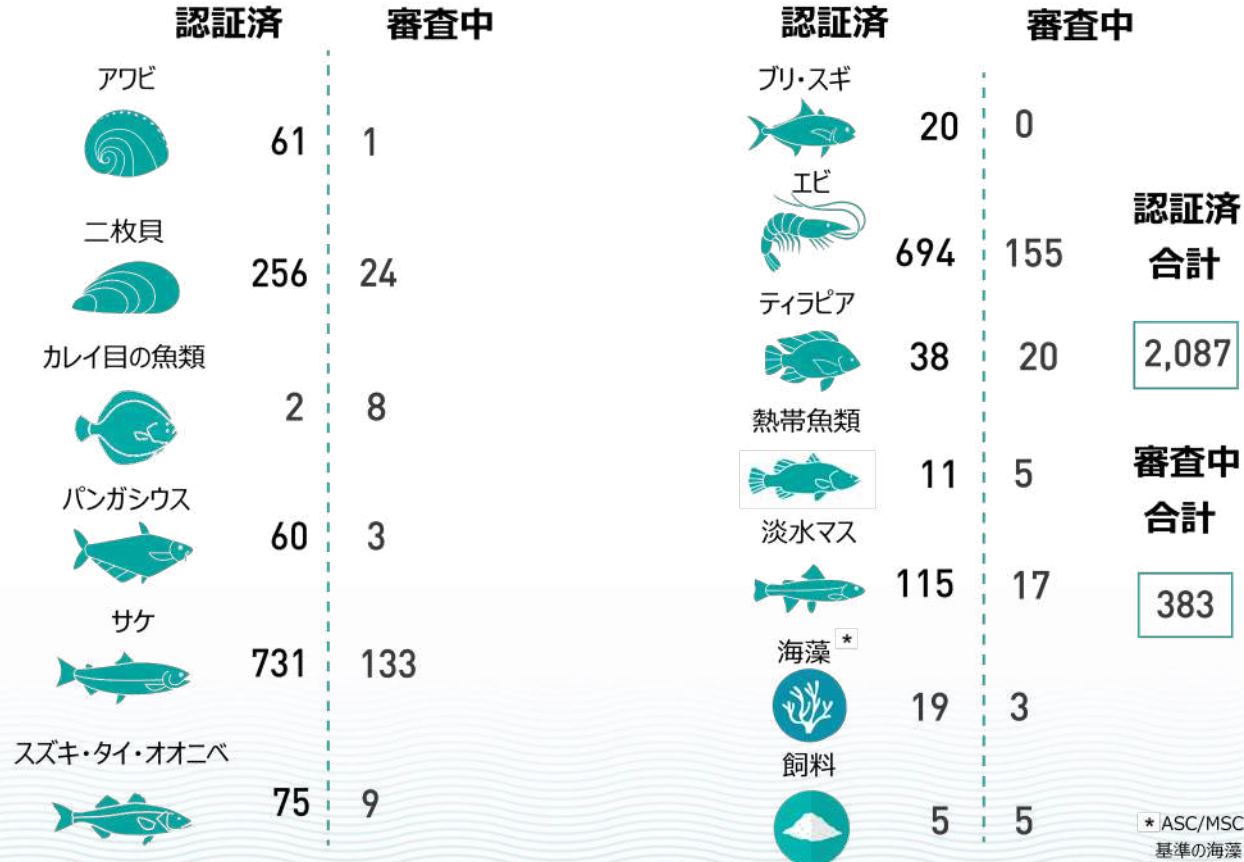 認証済 審査中
アワビ
61 1
二枚貝
256 24
カレイ目の魚類
2 8
パンガシウス
60 3
サケ
731 133
スズキ・タイ・オオニベ
75 9
認証済 審査中
ブリ・スギ
20 0
エビ
694 155
ティラピア
38 20
熱帯魚類
11 5
淡水マス
115 17
海藻*
19 3
飼料
5 5
認証済
合計
2,087
審査中
合計
383
* ASC/MSC
基準の海藻